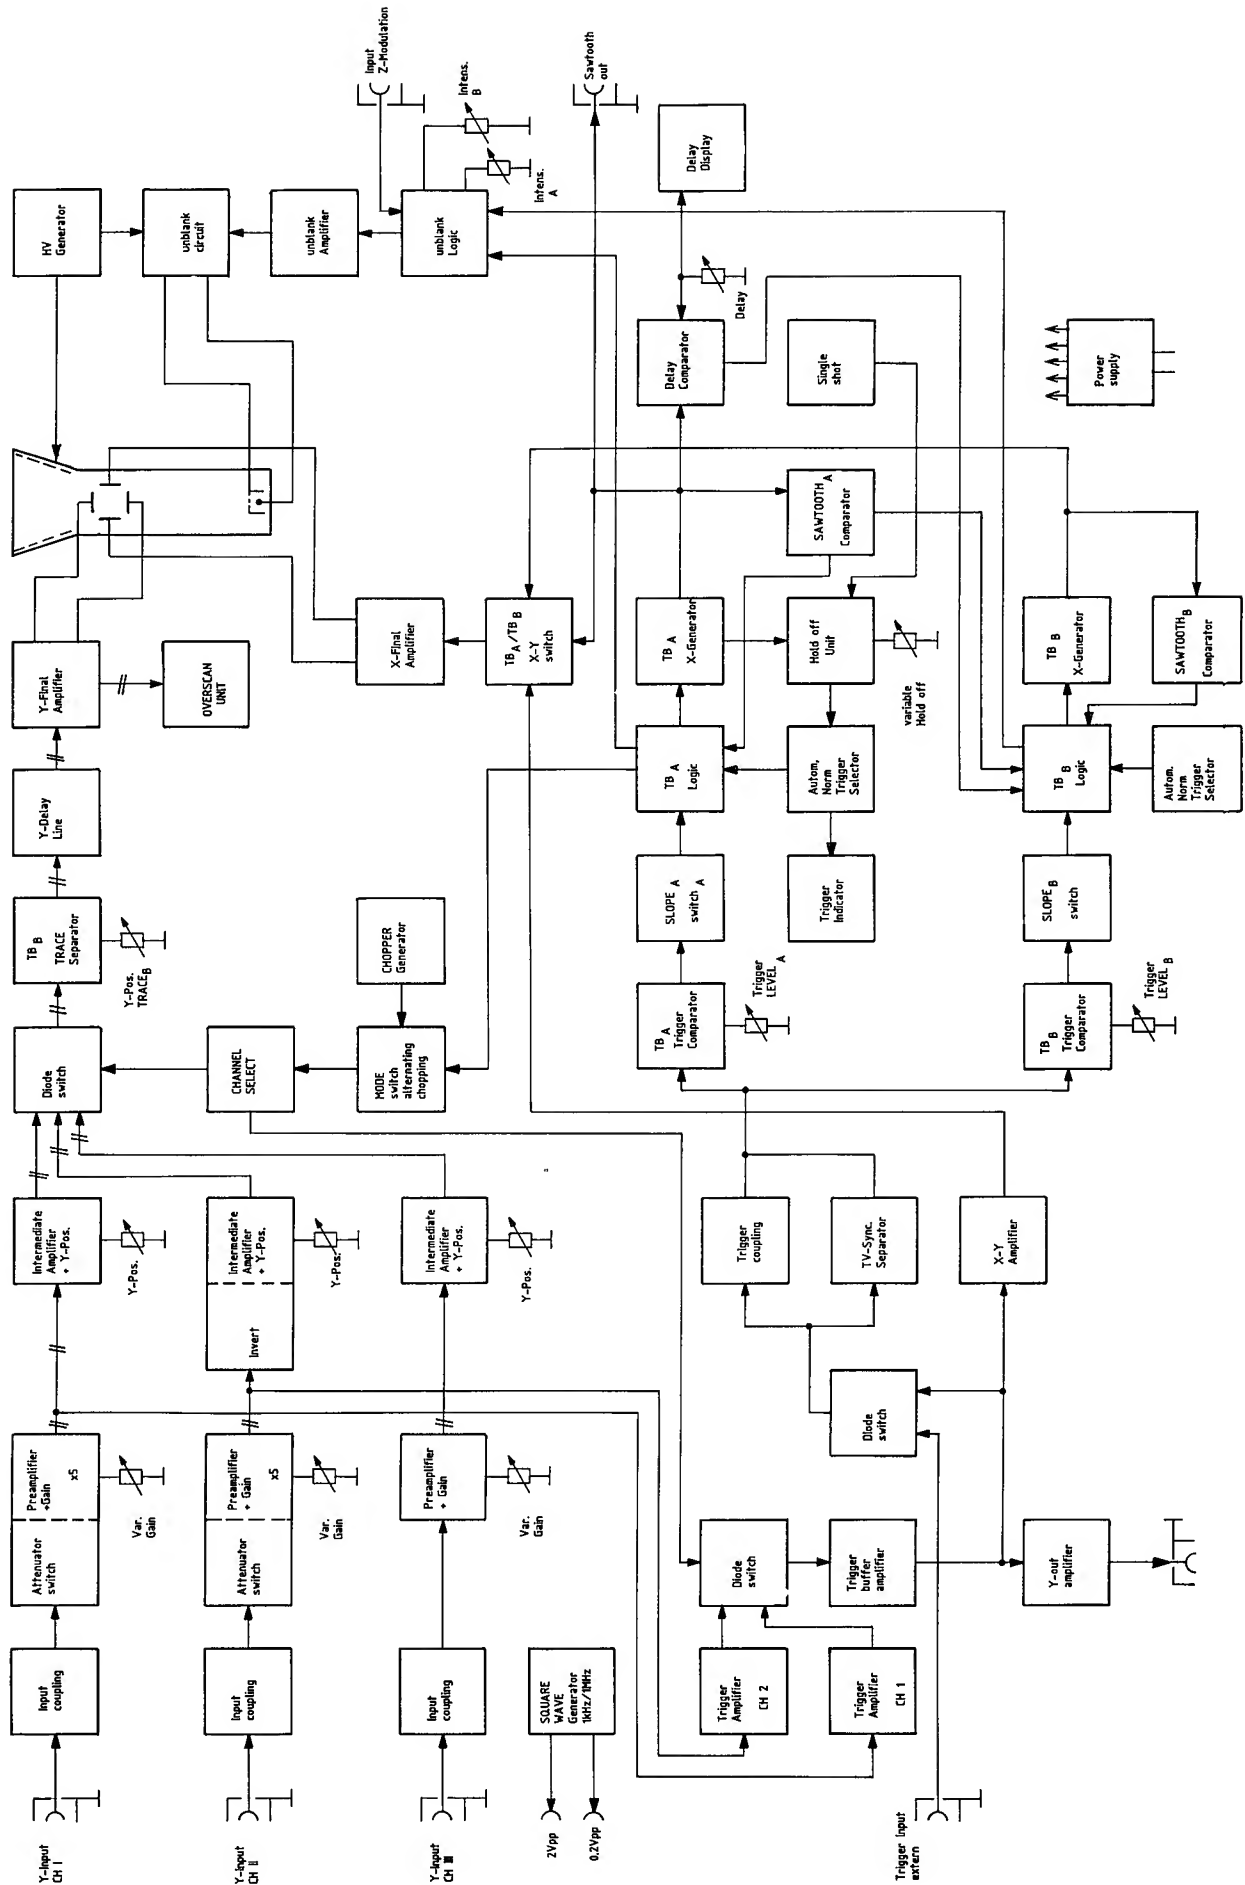 Y-Input
CH I
Input
coupling
Attenuator
switch
Preamplifier
+Gain
x5
Var.
Gain
Intermediate
Amplifier
+ Y-Pos.
Y-Pos.
Diode
switch
TB B
TRACE
Separator
Y-Pos.
TRACE B
Y-Delay
Line
Y-Final
Amplifier
OVERSCAN
UNIT
HV
Generator
unblank
circuit
unblank
Amplifier
unblank
Logic
Input
Z-Modulation
Intens.
B
Intens.
A
Y-Input
CH II
Input
coupling
Attenuator
switch
Preamplifier
+ Gain
x5
Var.
Gain
Invert
Intermediate
Amplifier
+ Y-Pos.
Y-Pos.
CHANNEL
SELECT
Y-Input
CH III
Input
coupling
Preamplifier
+ Gain
Var.
Gain
Intermediate
Amplifier
+ Y-Pos.
Y-Pos.
MODE
switch
alternating
chopping
CHOPPER
Generator
X-Final
Amplifier
TB A /TB B
X-Y
switch
Sawtooth
out
2Vpp
0,2Vpp
SQUARE
WAVE
Generator
1kHz/1MHz
Trigger
Amplifier
CH 2
Trigger
Amplifier
CH 1
Diode
switch
Trigger
buffer
amplifier
Y-out
amplifier
Trigger Input
extern
Diode
switch
Trigger
coupling
TV-Sync.
Separator
X-Y
Amplifier
TB A
Trigger
Comparator
Trigger
LEVEL A
SLOPE A
switch A
TB A
Logic
TB A
X-Generator
Delay
Comparator
Delay
Delay
Display
Trigger
Indicator
Autom,
Norm
Trigger
Selector
Hold off
Unit
variable
Hold off
SAWTOOTH A
Comparator
Single
shot
TB B
Trigger
Comparator
Trigger
LEVEL B
SLOPE B
switch
TB B
Logic
TB B
X-Generator
Autom.
Norm
Trigger
Selector
SAWTOOTH B
Comparator
Power
supply